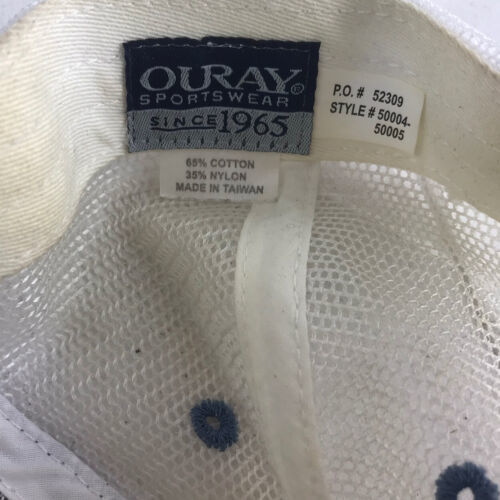 OURAY®
SPORTSWEAR
SINCE 1965
P.O. # 52309
STYLE # 50004-
50005
65% COTTON
35% NYLON
MADE IN TAIWAN